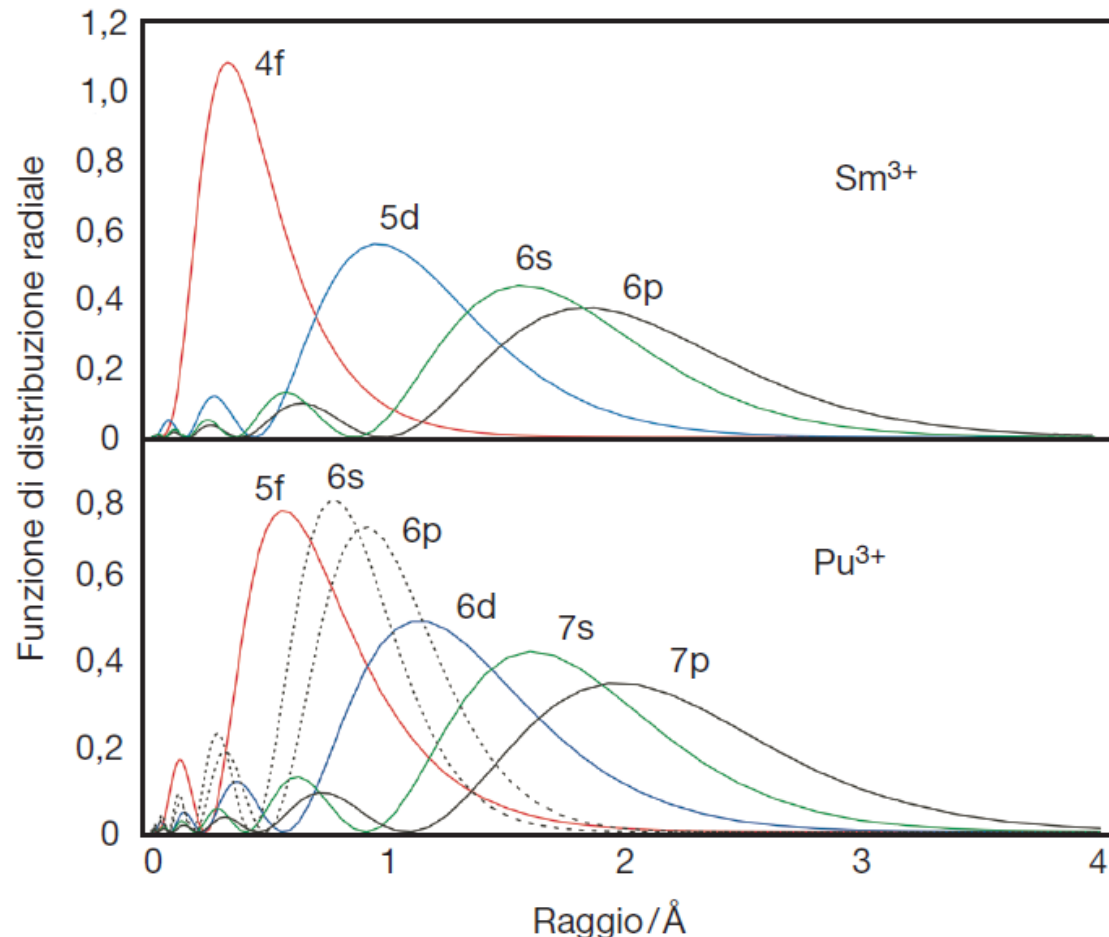 Funzione di distribuzione radiale
1,2
1,0
0,8
0,6
0,4
0,2
0
4f
5d
6s
6p
Sm³⁺
0,8
0,6
0,4
0,2
0
5f
6s
6p
6d
7s
7p
Pu³⁺
0 1 2 3 4
Raggio/Å